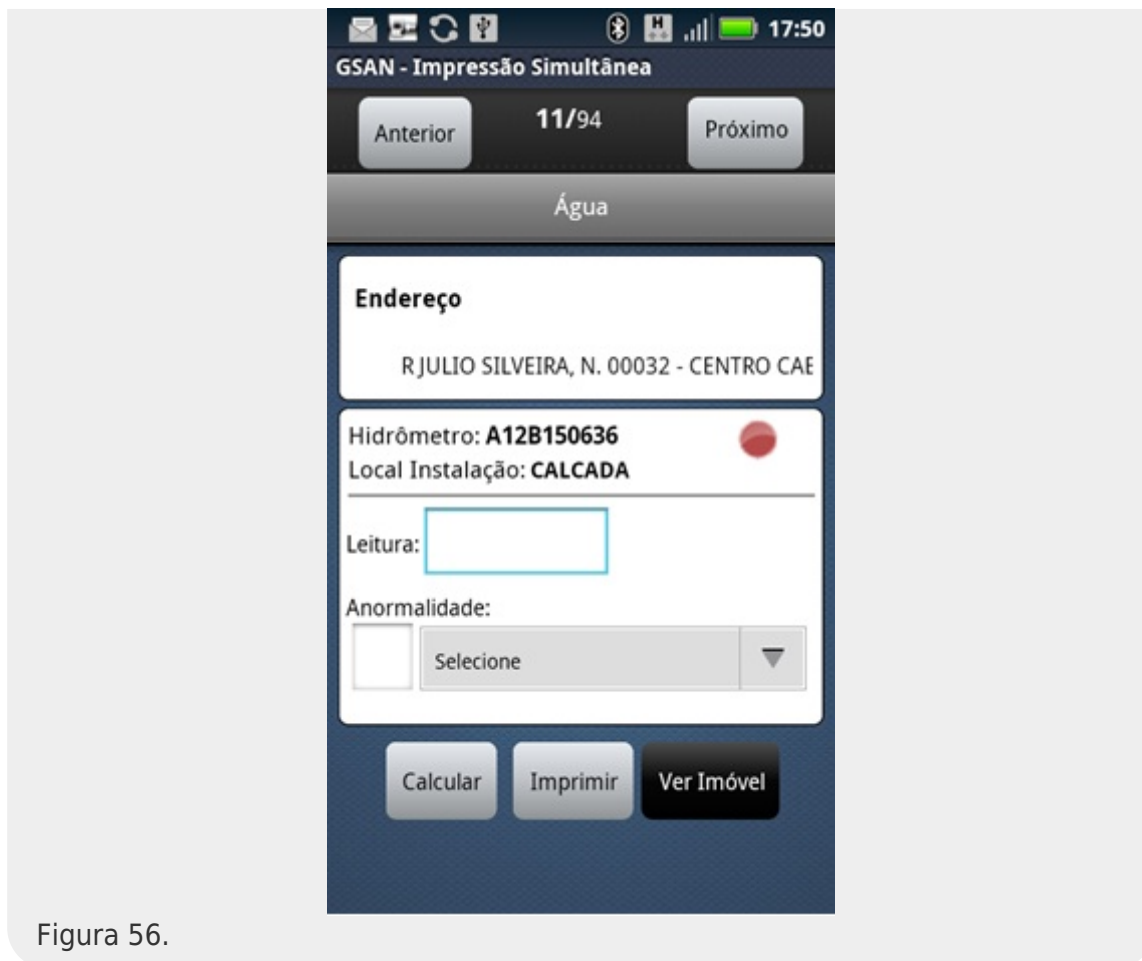 17:50
GSAN - Impressão Simultânea
Anterior 11/94 Próximo
Água
Endereço
R JULIO SILVEIRA, N. 00032 - CENTRO CAE
Hidrômetro: A12B150636
Local Instalação: CALCADA
Leitura:
Anormalidade:
Selecione
Calcular Imprimir Ver Imóvel
Figura 56.